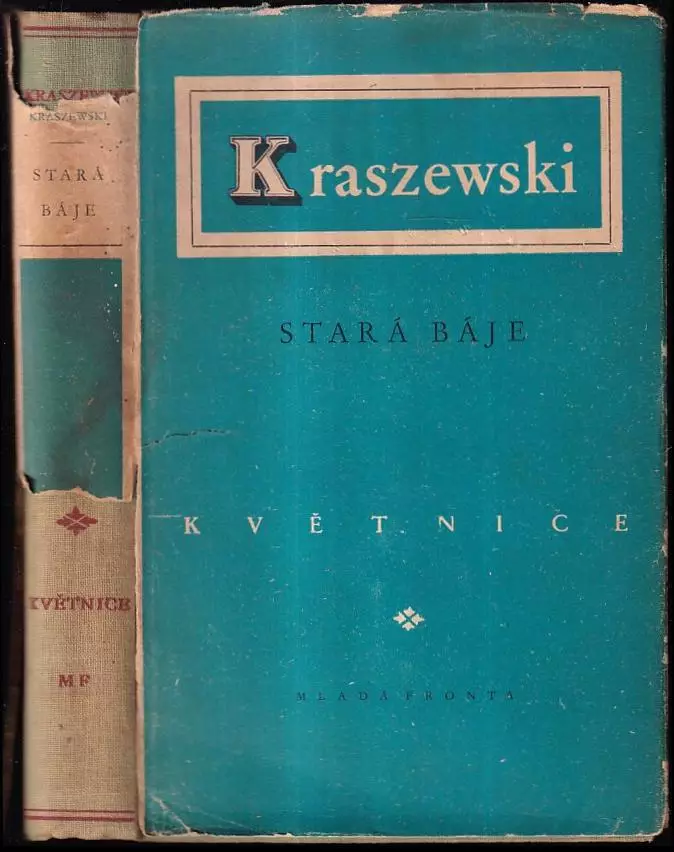 KRASZEWSKI
KRASZEWSKI
STARÁ
BÁJE
KVĚTNICE
MF
Kraszewski
STARÁ BÁJE
KVĚTNICE
MLADÁ FRONTA